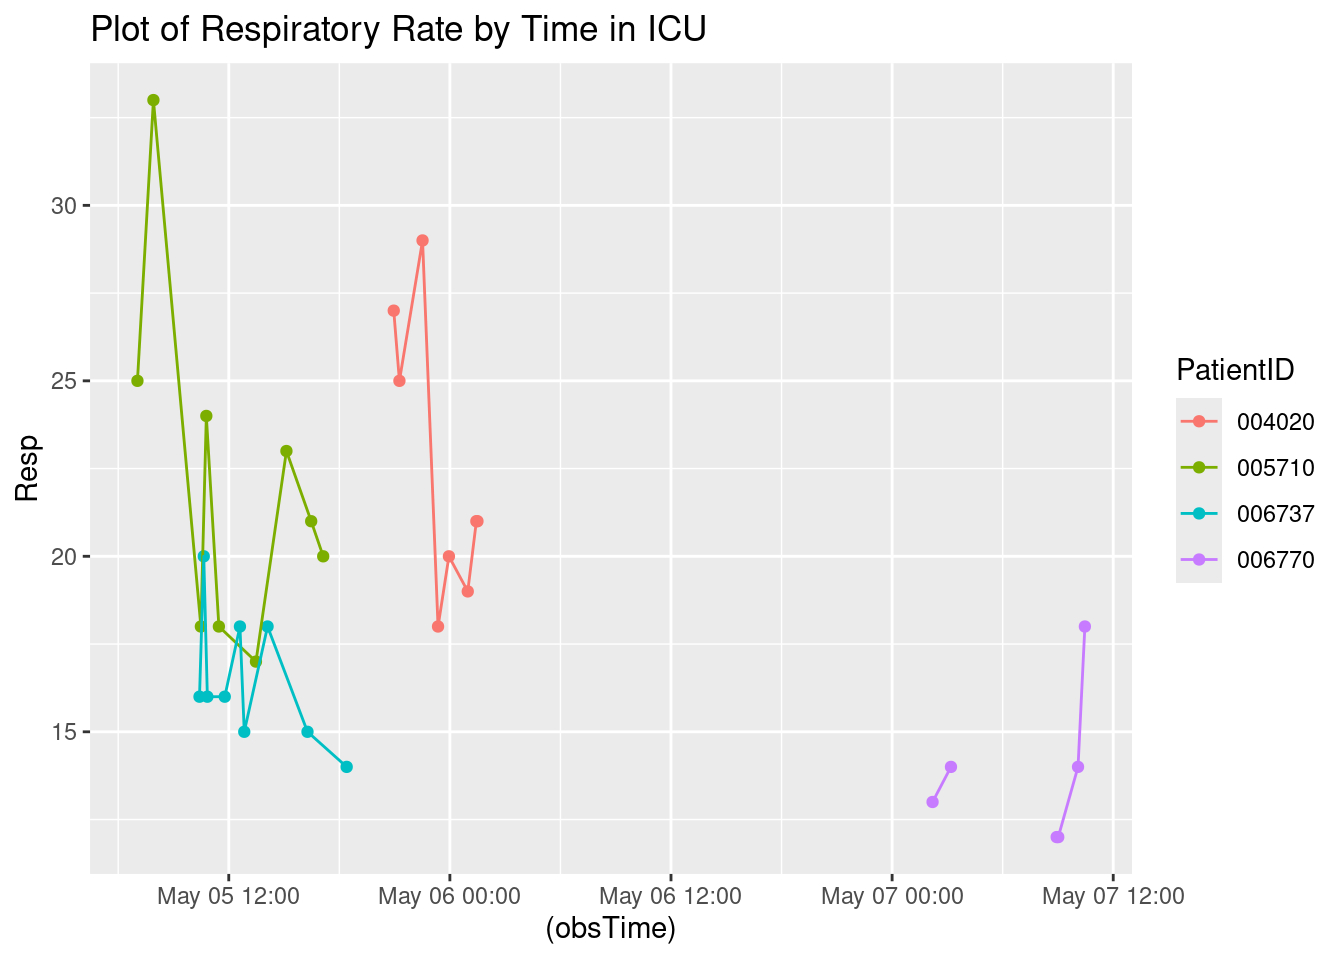 Plot of Respiratory Rate by Time in ICU
30
25
20
15
Resp
May 05 12:00
May 06 00:00
May 06 12:00
May 07 00:00
May 07 12:00
(obsTime)
PatientID
004020
005710
006737
006770